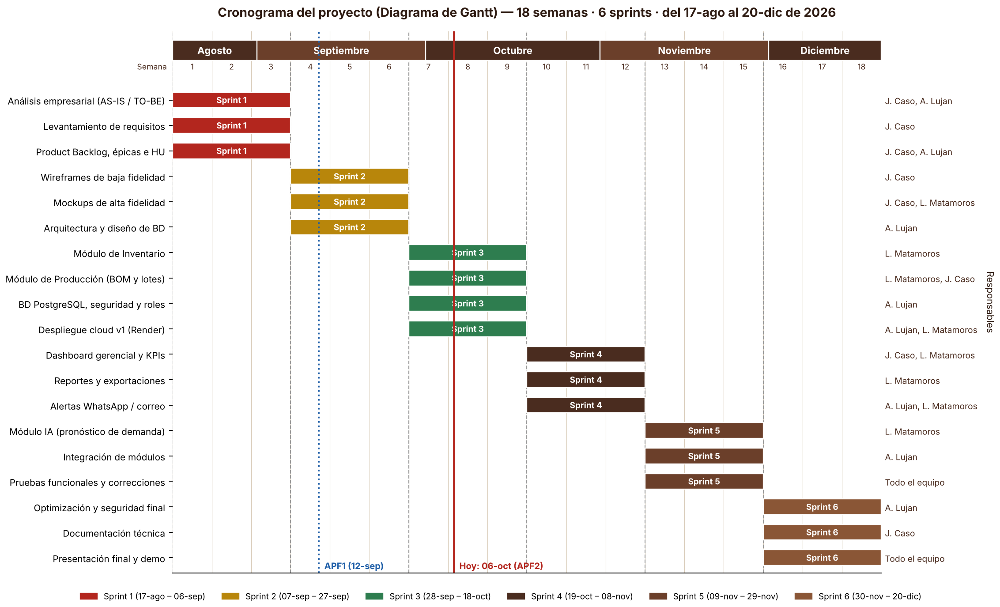 Cronograma del proyecto (Diagrama de Gantt) — 18 semanas · 6 sprints · del 17-ago al 20-dic de 2026
Agosto Septiembre Octubre Noviembre Diciembre
Semana 1 2 3 4 5 6 7 8 9 10 11 12 13 14 15 16 17 18
Análisis empresarial (AS-IS / TO-BE) Sprint 1 J. Caso, A. Lujan
Levantamiento de requisitos Sprint 1 J. Caso
Product Backlog, épicas e HU Sprint 1 J. Caso, A. Lujan
Wireframes de baja fidelidad Sprint 2 J. Caso
Mockups de alta fidelidad Sprint 2 J. Caso, L. Matamoros
Arquitectura y diseño de BD Sprint 2 A. Lujan
Módulo de Inventario Sprint 3 L. Matamoros
Módulo de Producción (BOM y lotes) Sprint 3 L. Matamoros, J. Caso
BD PostgreSQL, seguridad y roles Sprint 3 A. Lujan
Despliegue cloud v1 (Render) Sprint 3 A. Lujan, L. Matamoros
Dashboard gerencial y KPIs Sprint 4 J. Caso, L. Matamoros
Reportes y exportaciones Sprint 4 L. Matamoros
Alertas WhatsApp / correo Sprint 4 A. Lujan, L. Matamoros
Módulo IA (pronóstico de demanda) Sprint 5 L. Matamoros
Integración de módulos Sprint 5 A. Lujan
Pruebas funcionales y correcciones Sprint 5 Todo el equipo
Optimización y seguridad final Sprint 6 A. Lujan
Documentación técnica Sprint 6 J. Caso
Presentación final y demo Sprint 6 Todo el equipo
APF1 (12-sep) Hoy: 06-oct (APF2)
Responsables
Sprint 1 (17-ago – 06-sep) Sprint 2 (07-sep – 27-sep) Sprint 3 (28-sep – 18-oct) Sprint 4 (19-oct – 08-nov) Sprint 5 (09-nov – 29-nov) Sprint 6 (30-nov – 20-dic)